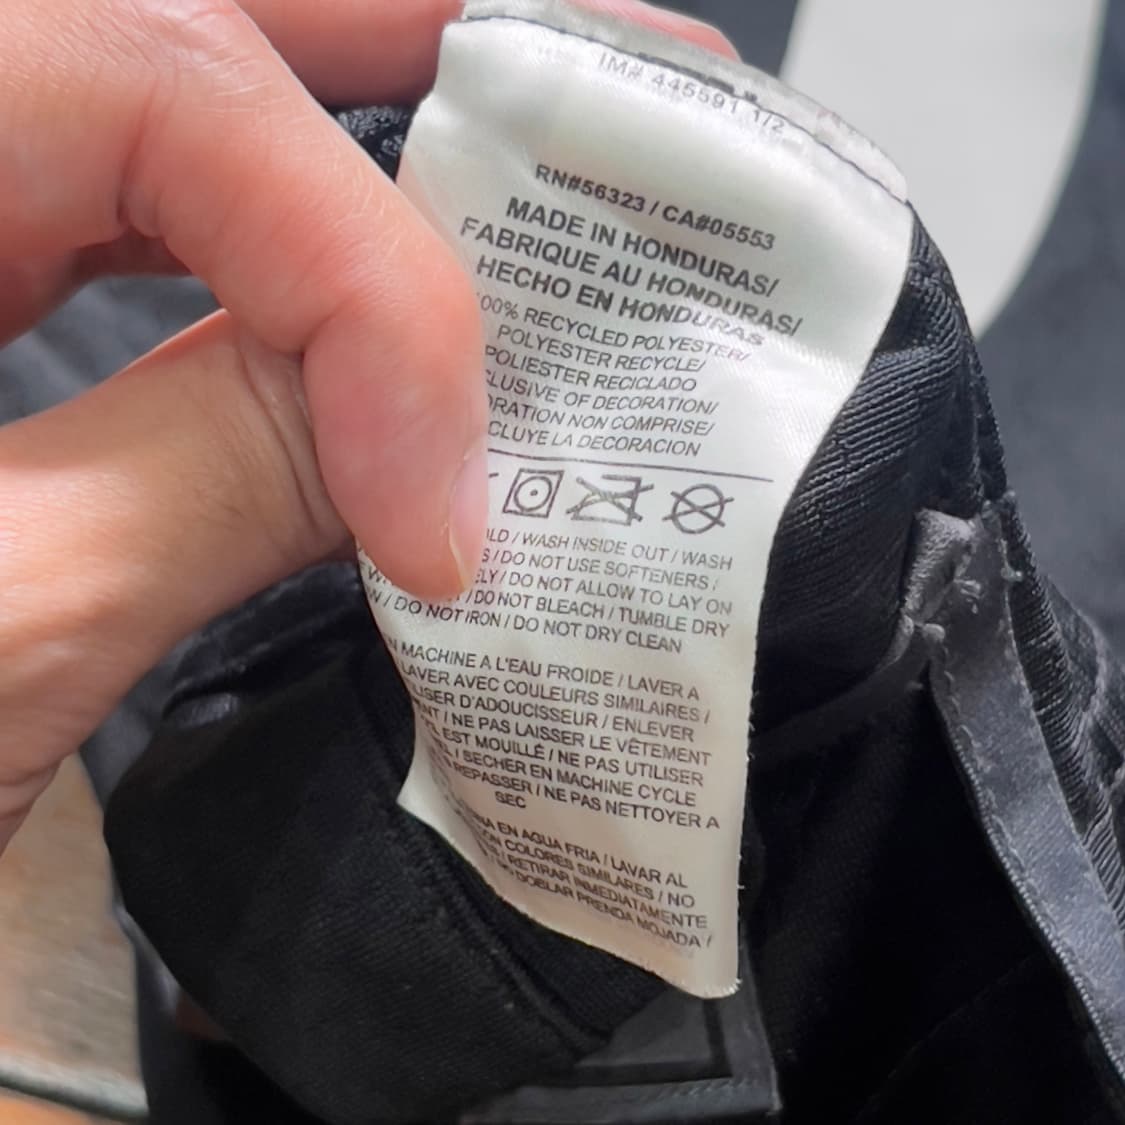 IM# 445591 1/2
RN#56323 / CA#05553
MADE IN HONDURAS/
FABRIQUE AU HONDURAS/
HECHO EN HONDURAS
100% RECYCLED POLYESTER/
POLYESTER RECYCLE/
POLIESTER RECICLADO
OF DECORATION/
NON COMPRISE/
LA DECORACION
/ WASH INSIDE OUT / WASH
/ DO NOT USE SOFTENERS /
/ DO NOT ALLOW TO LAY ON
/ DO NOT BLEACH / TUMBLE DRY
/ DO NOT IRON / DO NOT DRY CLEAN
MACHINE A L'EAU FROIDE / LAVER A
LAVER AVEC COULEURS SIMILAIRES /
D'ADOUCISSEUR / ENLEVER
/ NE PAS LAISSER LE VÊTEMENT
EST MOUILLÉ / NE PAS UTILISER
/ SECHER EN MACHINE CYCLE
REPASSER / NE PAS NETTOYER A
SEC
EN AGUA FRIA / LAVAR AL
COLORES SIMILARES / NO
/ RETIRAR INMEDIATAMENTE
DOBLAR PRENDA MOJADA /